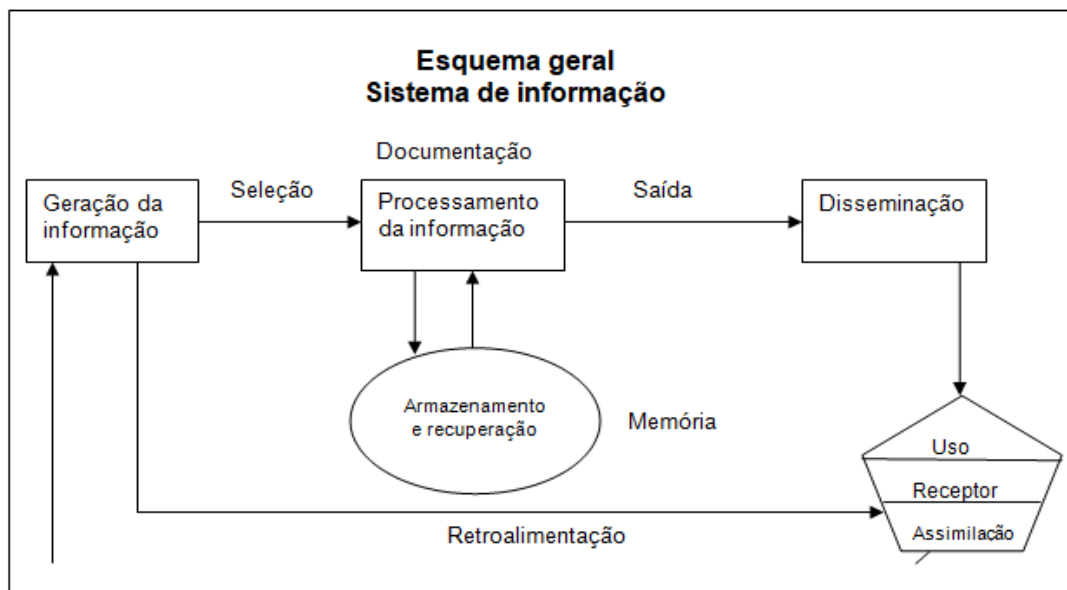 Esquema geral
Sistema de informação
Documentação
Geração da
informação
Seleção
Processamento
da informação
Saída
Disseminação
Armazenamento
e recuperação
Memória
Uso
Receptor
Assimilação
Retroalimentação